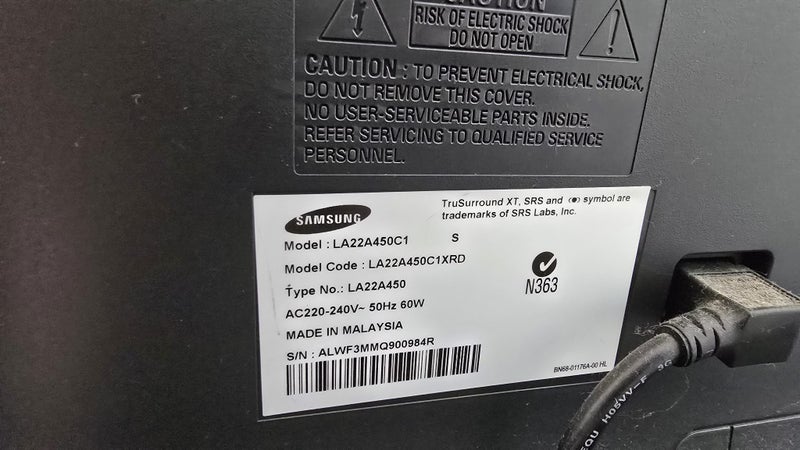 CAUTION
RISK OF ELECTRIC SHOCK
DO NOT OPEN
CAUTION : TO PREVENT ELECTRICAL SHOCK,
DO NOT REMOVE THIS COVER.
NO USER-SERVICEABLE PARTS INSIDE.
REFER SERVICING TO QUALIFIED SERVICE
PERSONNEL.
SAMSUNG
TruSurround XT, SRS and (●) symbol are
trademarks of SRS Labs, Inc.
Model : LA22A450C1 S
Model Code : LA22A450C1XRD
Type No.: LA22A450
AC220-240V~ 50Hz 60W
MADE IN MALAYSIA
S/N : ALWF3MMQ900984R
N363
BN68-01176A-00 HL
H05VV-F 3G